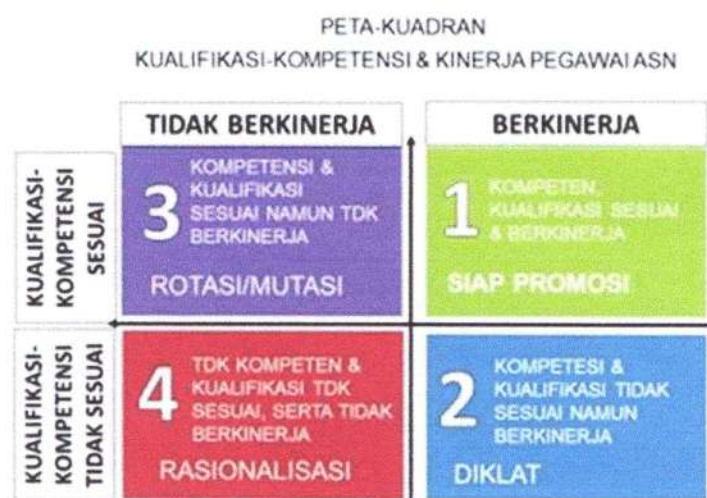 PETA-KUADRAN
KUALIFIKASI-KOMPETENSI & KINERJA PEGAWAI ASN
TIDAK BERKINERJA
BERKINERJA
KUALIFIKASI-
KOMPETENSI
SESUAI
3
KOMPETENSI &
KUALIFIKASI
SESUAI NAMUN TDK
BERKINERJA
ROTASI/MUTASI
1
KOMPETEN,
KUALIFIKASI SESUAI
& BERKINERJA
SIAP PROMOSI
KUALIFIKASI-
KOMPETENSI
TIDAK SESUAI
4
TDK KOMPETEN &
KUALIFIKASI TDK
SESUAI, SERTA TIDAK
BERKINERJA
RASIONALISASI
2
KOMPETESI &
KUALIFIKASI TIDAK
SESUAI NAMUN
BERKINERJA
DIKLAT